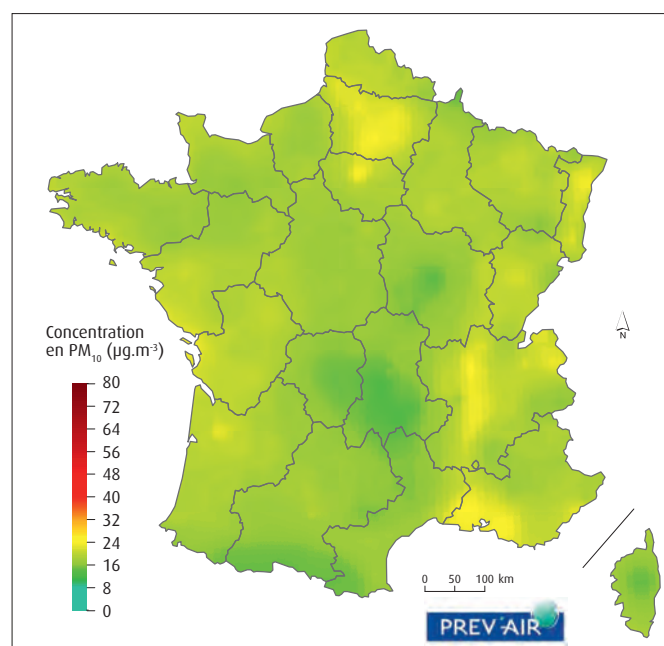 N
Concentration
en PM₁₀ (µg.m⁻³)
80
72
64
56
48
40
32
24
16
8
0
0 50 100 km
PREV'AIR